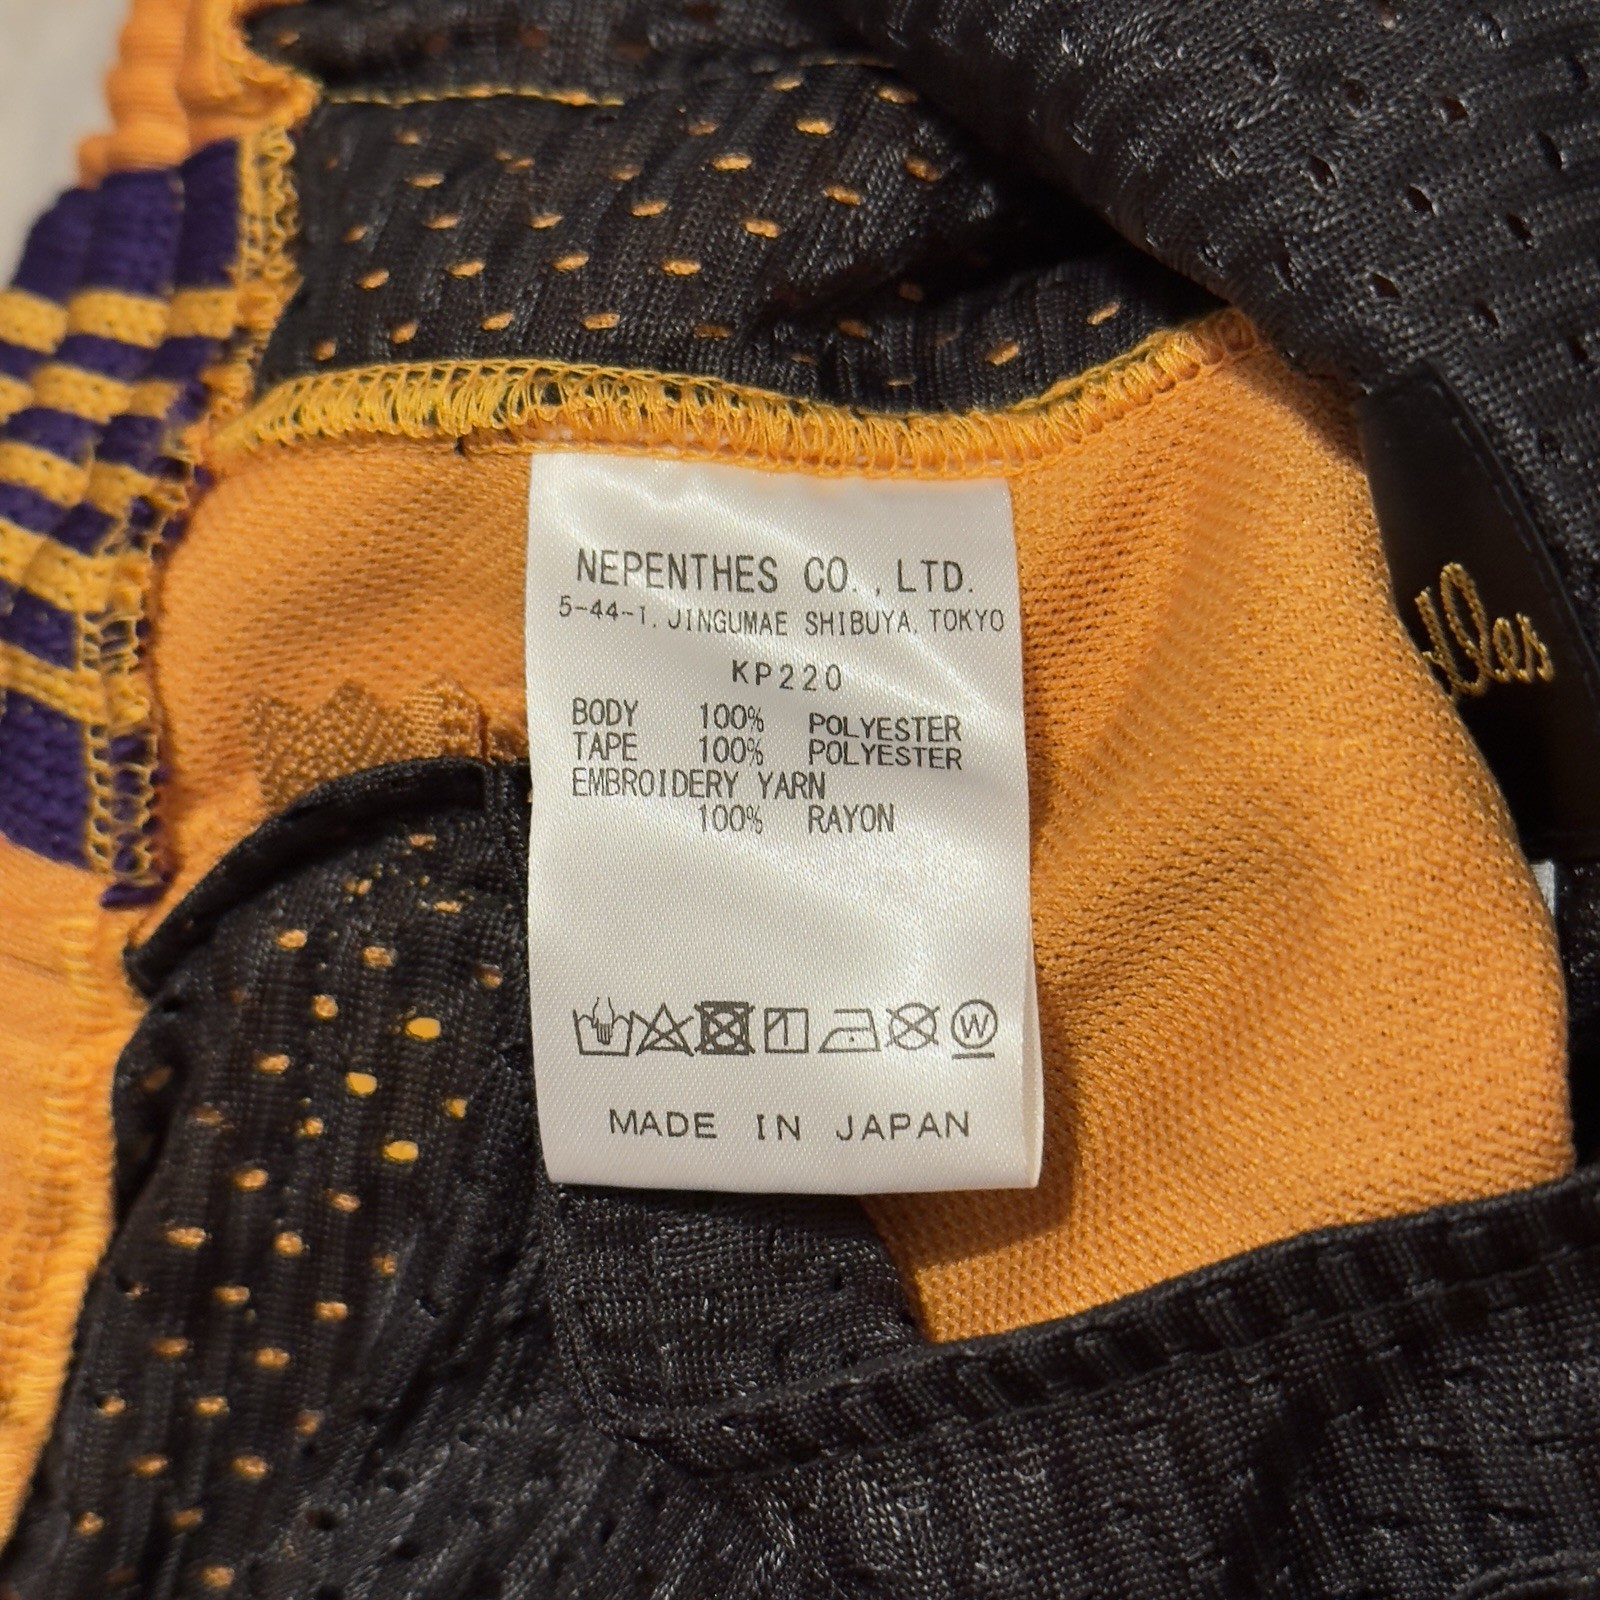 NEPENTHES CO.,LTD.
5-44-1, JINGUMAE SHIBUYA, TOKYO
KP220
BODY 100% POLYESTER
TAPE 100% POLYESTER
EMBROIDERY YARN
100% RAYON
W
MADE IN JAPAN